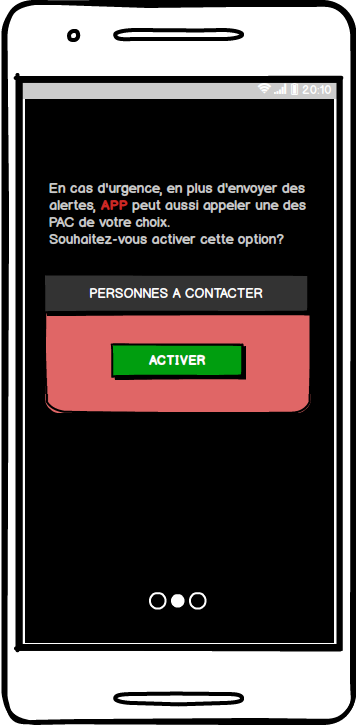 20:10
En cas d'urgence, en plus d'envoyer des
alertes, APP peut aussi appeler une des
PAC de votre choix.
Souhaitez-vous activer cette option?
PERSONNES A CONTACTER
ACTIVER